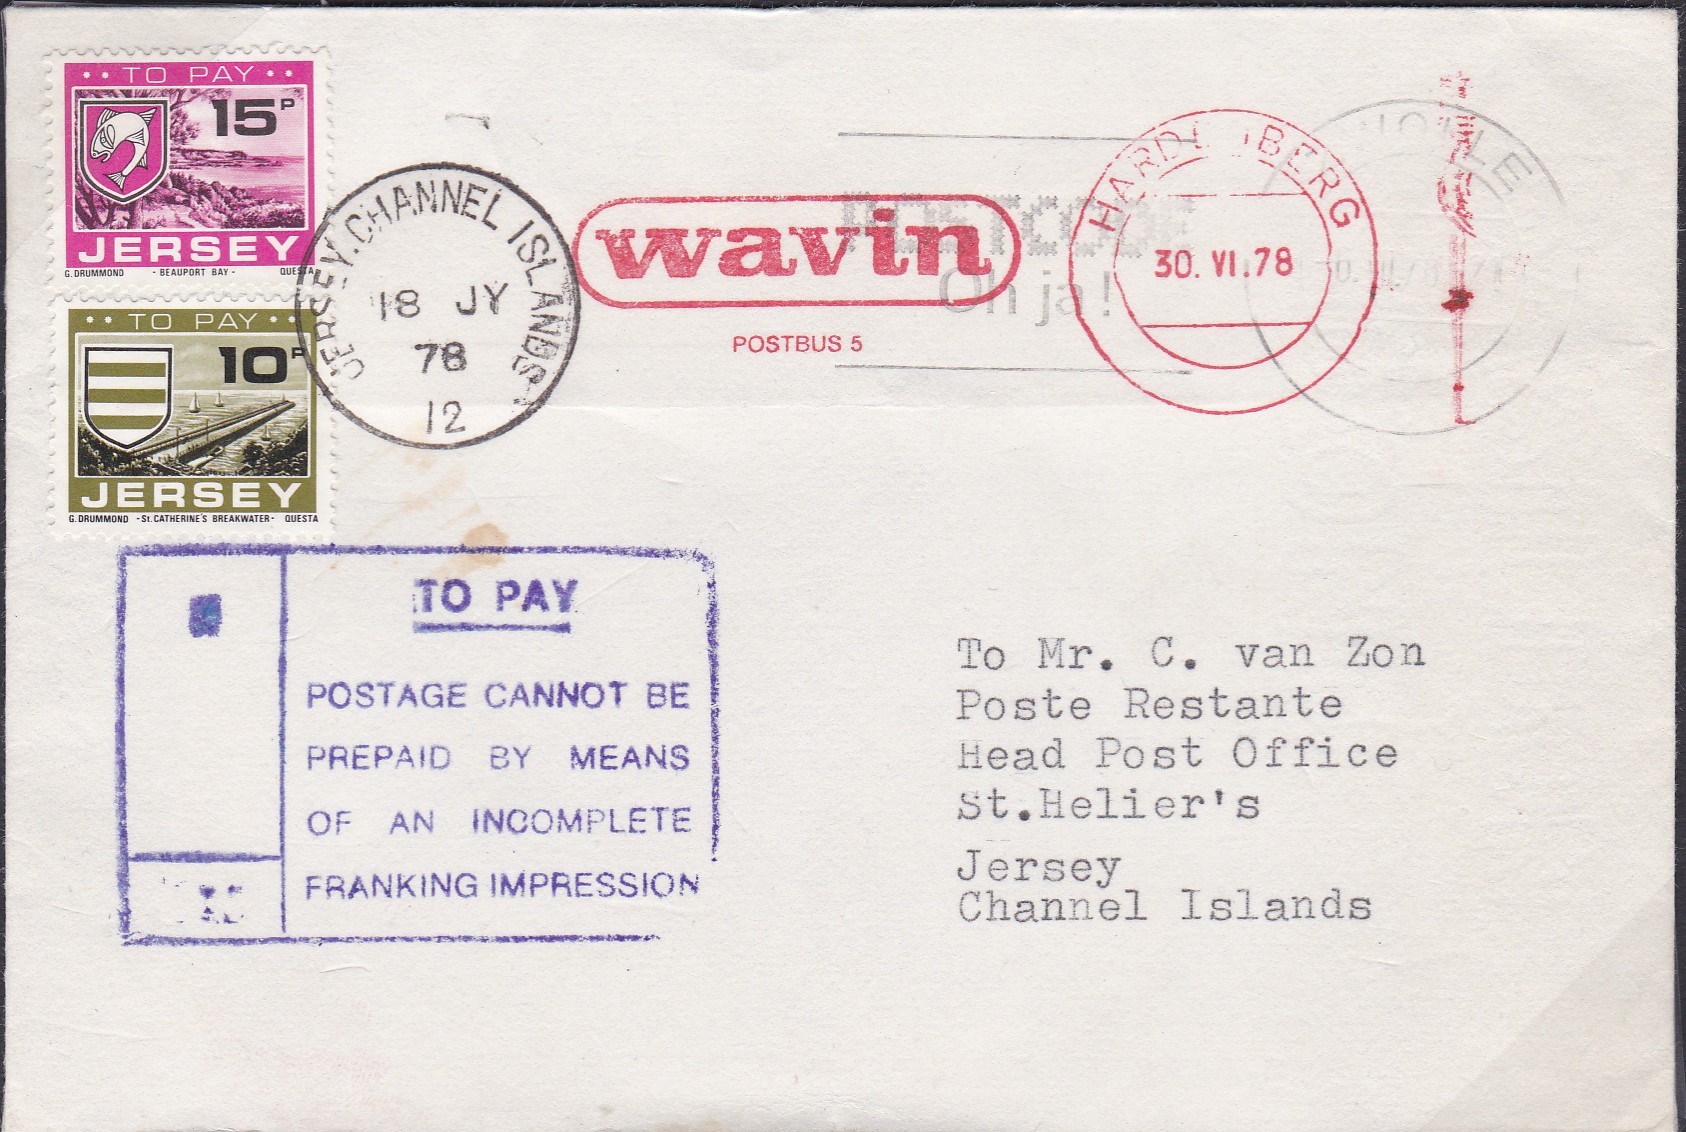 ·· TO PAY ··
15P
JERSEY
G. DRUMMOND - BEAUPORT BAY - QUESTA
·· TO PAY ··
10P
JERSEY
G. DRUMMOND -St. CATHERINE'S BREAKWATER- QUESTA
JERSEY. CHANNEL ISLANDS
18 JY
78
12
wavin
POSTBUS 5
POSTCODE
Oh ja!
30. VI. 78
TO PAY
POSTAGE CANNOT BE
PREPAID BY MEANS
OF AN INCOMPLETE
FRANKING IMPRESSION
To Mr. C. van Zon
Poste Restante
Head Post Office
St.Helier's
Jersey
Channel Islands